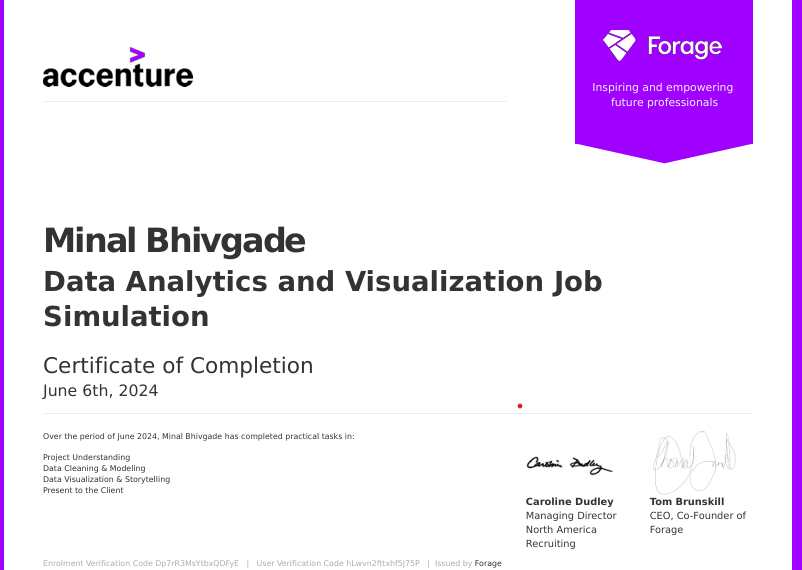 accenture
Forage
Inspiring and empowering
future professionals
Minal Bhivgade
Data Analytics and Visualization Job
Simulation
Certificate of Completion
June 6th, 2024
Over the period of June 2024, Minal Bhivgade has completed practical tasks in:
Project Understanding
Data Cleaning & Modeling
Data Visualization & Storytelling
Present to the Client
Caroline Dudley
Caroline Dudley
Managing Director
North America
Recruiting
Tom Brunskill
CEO, Co-Founder of
Forage
Enrolment Verification Code Dp7rR3MsYtbxQDFyE | User Verification Code hLwvn2fttxhf5J75P | Issued by Forage